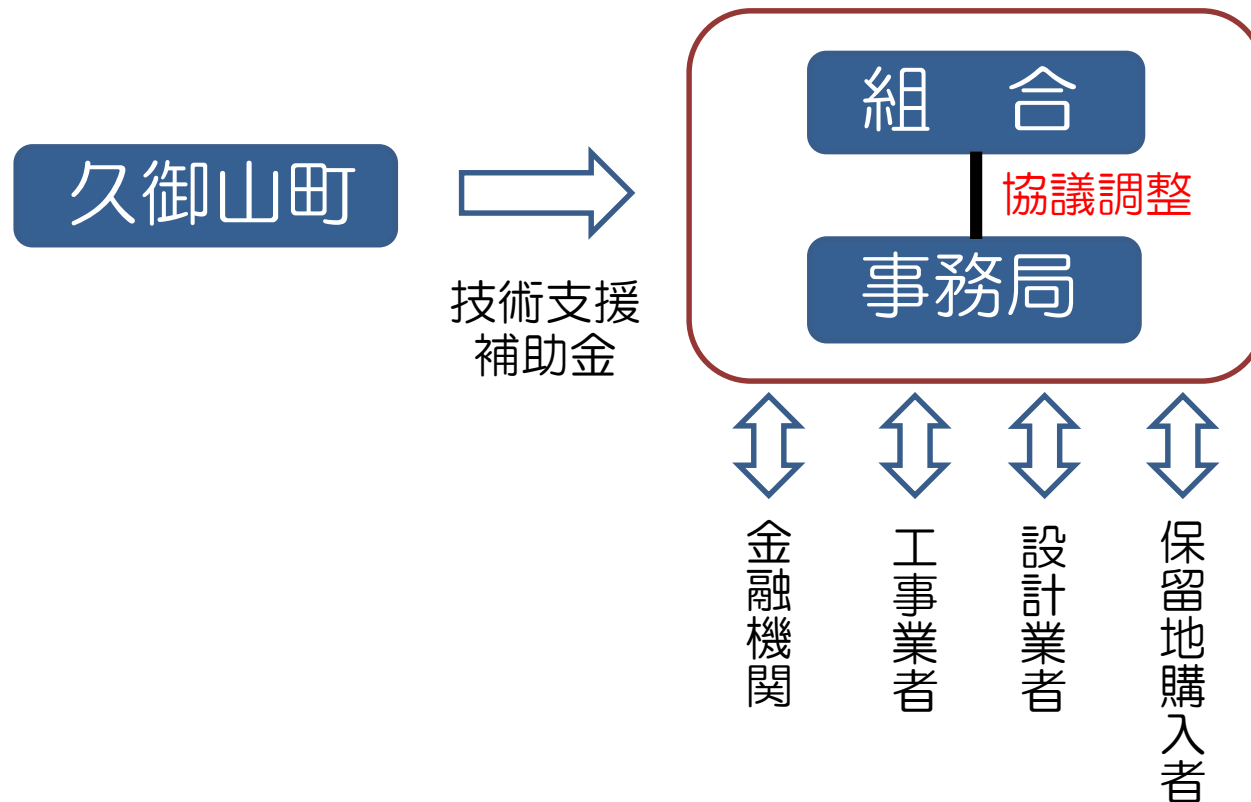 組　合
久御山町
協議調整
事務局
技術支援
補助金
金融機関
工事業者
設計業者
保留地購入者